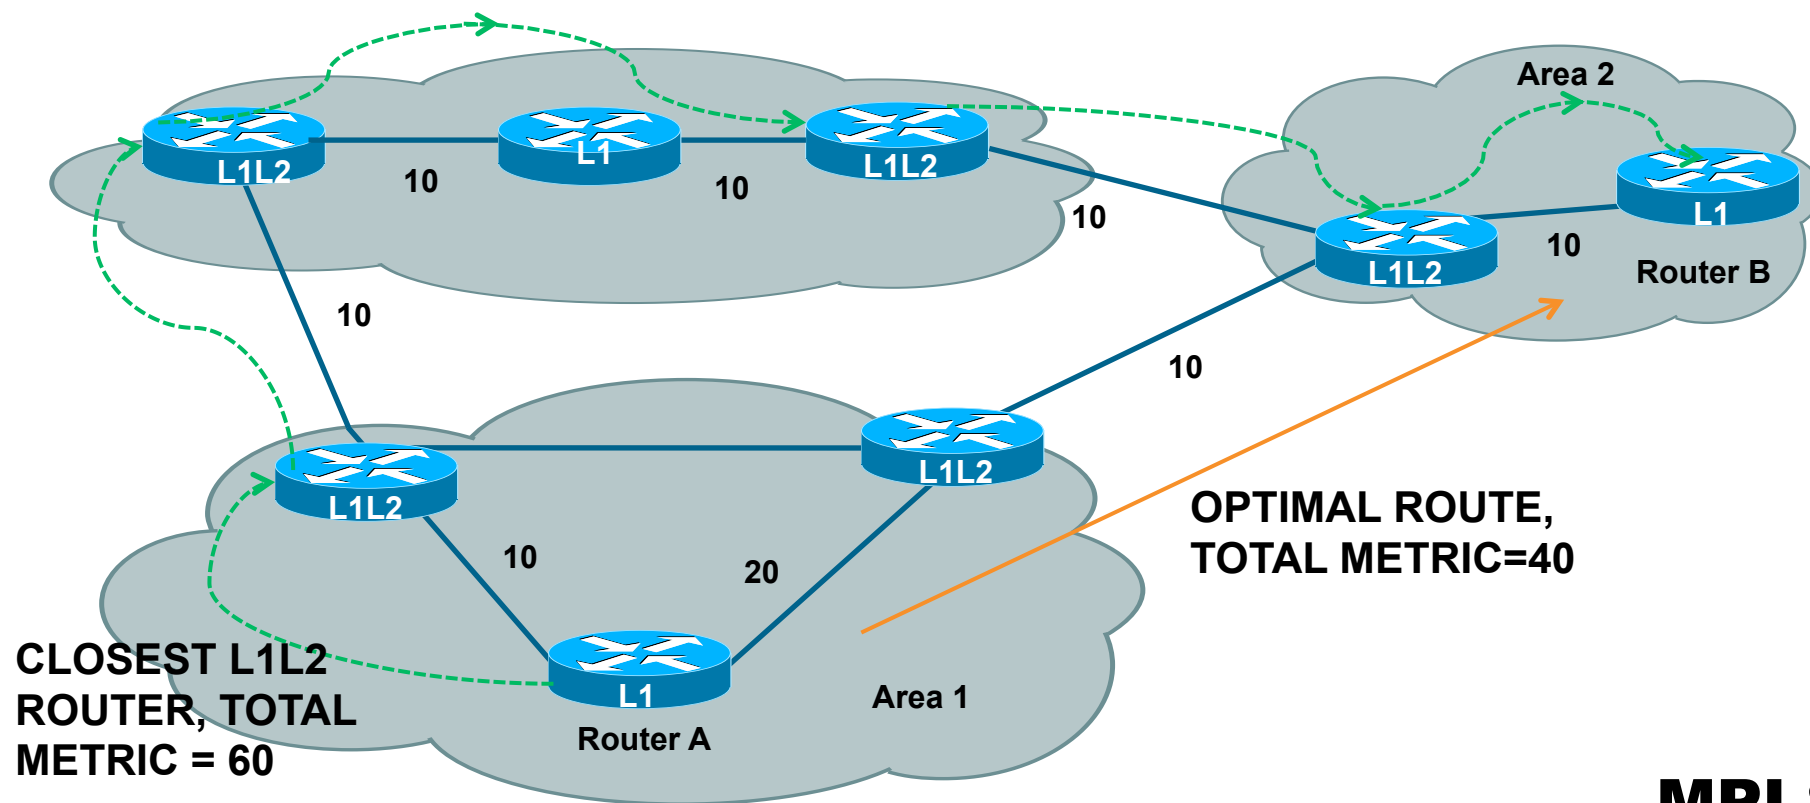 Area 2
L1L2
L1
L1L2
L1
10
10
10
L1L2
10
Router B
10
10
L1L2
L1L2
OPTIMAL ROUTE,
TOTAL METRIC=40
10
20
CLOSEST L1L2
ROUTER, TOTAL
METRIC = 60
L1
Area 1
Router A